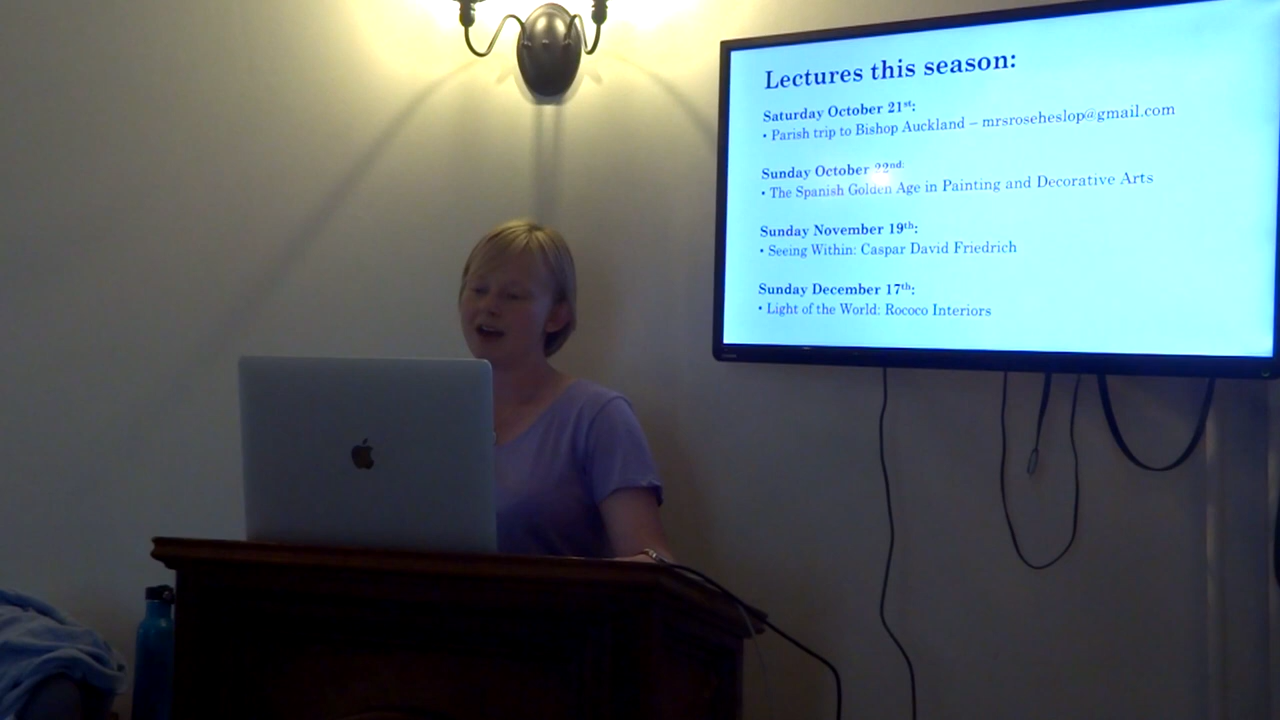 Lectures this season:
Saturday October 21st:
• Parish trip to Bishop Auckland – mrsroseheslop@gmail.com
Sunday October 22nd:
• The Spanish Golden Age in Painting and Decorative Arts
Sunday November 19th:
• Seeing Within: Caspar David Friedrich
Sunday December 17th:
• Light of the World: Rococo Interiors